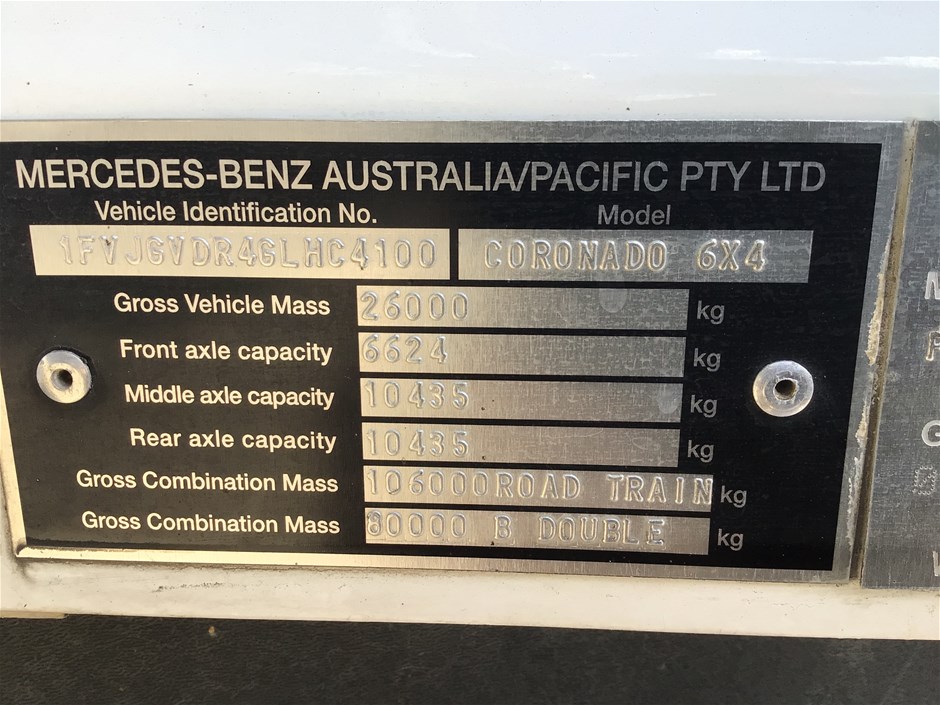 MERCEDES-BENZ AUSTRALIA/PACIFIC PTY LTD
Vehicle Identification No. Model
1FVJGVDR4GLHC4100 CORONADO 6X4
Gross Vehicle Mass 26000 kg
Front axle capacity 6624 kg
Middle axle capacity 10435 kg
Rear axle capacity 10435 kg
Gross Combination Mass 106000ROAD TRAIN kg
Gross Combination Mass 80000 B DOUBLE kg